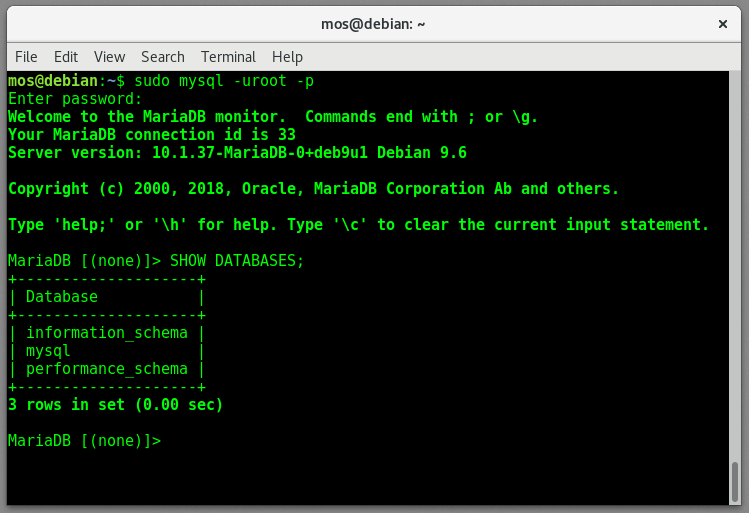 mos@debian: ~
File Edit View Search Terminal Help
mos@debian:~$ sudo mysql -uroot -p
Enter password:
Welcome to the MariaDB monitor.  Commands end with ; or \g.
Your MariaDB connection id is 33
Server version: 10.1.37-MariaDB-0+deb9u1 Debian 9.6
Copyright (c) 2000, 2018, Oracle, MariaDB Corporation Ab and others.
Type 'help;' or '\h' for help. Type '\c' to clear the current input statement.
MariaDB [(none)]> SHOW DATABASES;
+--------------------+
| Database           |
+--------------------+
| information_schema |
| mysql              |
| performance_schema |
+--------------------+
3 rows in set (0.00 sec)
MariaDB [(none)]>